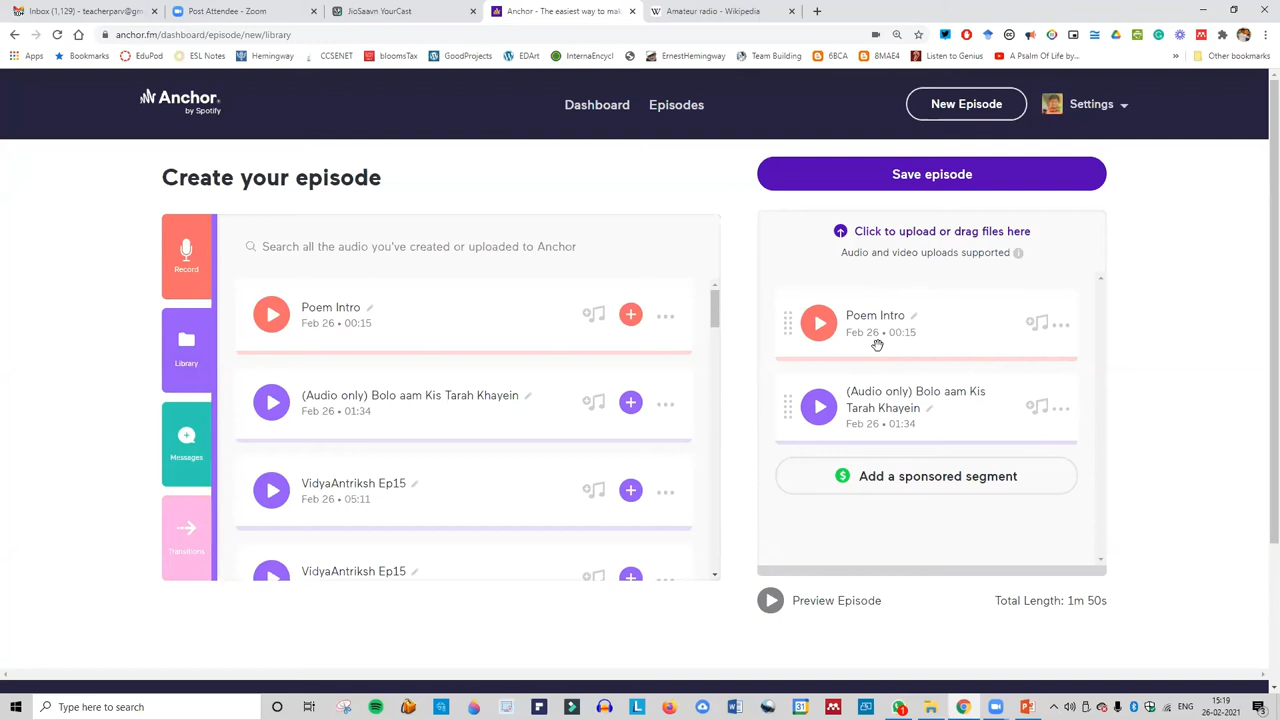 Inbox (1,129) - teacherparv@gm
Post Attendee - Zoom
JioSaavn YourCast
Anchor - The easiest way to mak
Amateur radio - Wikipedia
anchor.fm/dashboard/episode/new/library
Apps
Bookmarks
EduPod
ESL Notes
Hemingway
CCSENET
bloomsTax
GoodProjects
EDArt
InternaEncycl
ErnestHemingway
Team Building
6BCA
8MAE4
Listen to Genius
A Psalm Of Life by...
Other bookmarks
Anchor
by Spotify
Dashboard
Episodes
New Episode
Settings
Create your episode
Save episode
Record
Library
Messages
Transitions
Search all the audio you've created or uploaded to Anchor
Poem Intro
Feb 26 • 00:15
(Audio only) Bolo aam Kis Tarah Khayein
Feb 26 • 01:34
VidyaAntriksh Ep15
Feb 26 • 05:11
VidyaAntriksh Ep15
Click to upload or drag files here
Audio and video uploads supported
Poem Intro
Feb 26 • 00:15
(Audio only) Bolo aam Kis
Tarah Khayein
Feb 26 • 01:34
Add a sponsored segment
Preview Episode
Total Length: 1m 50s
Type here to search
ENG
15:19
26-02-2021